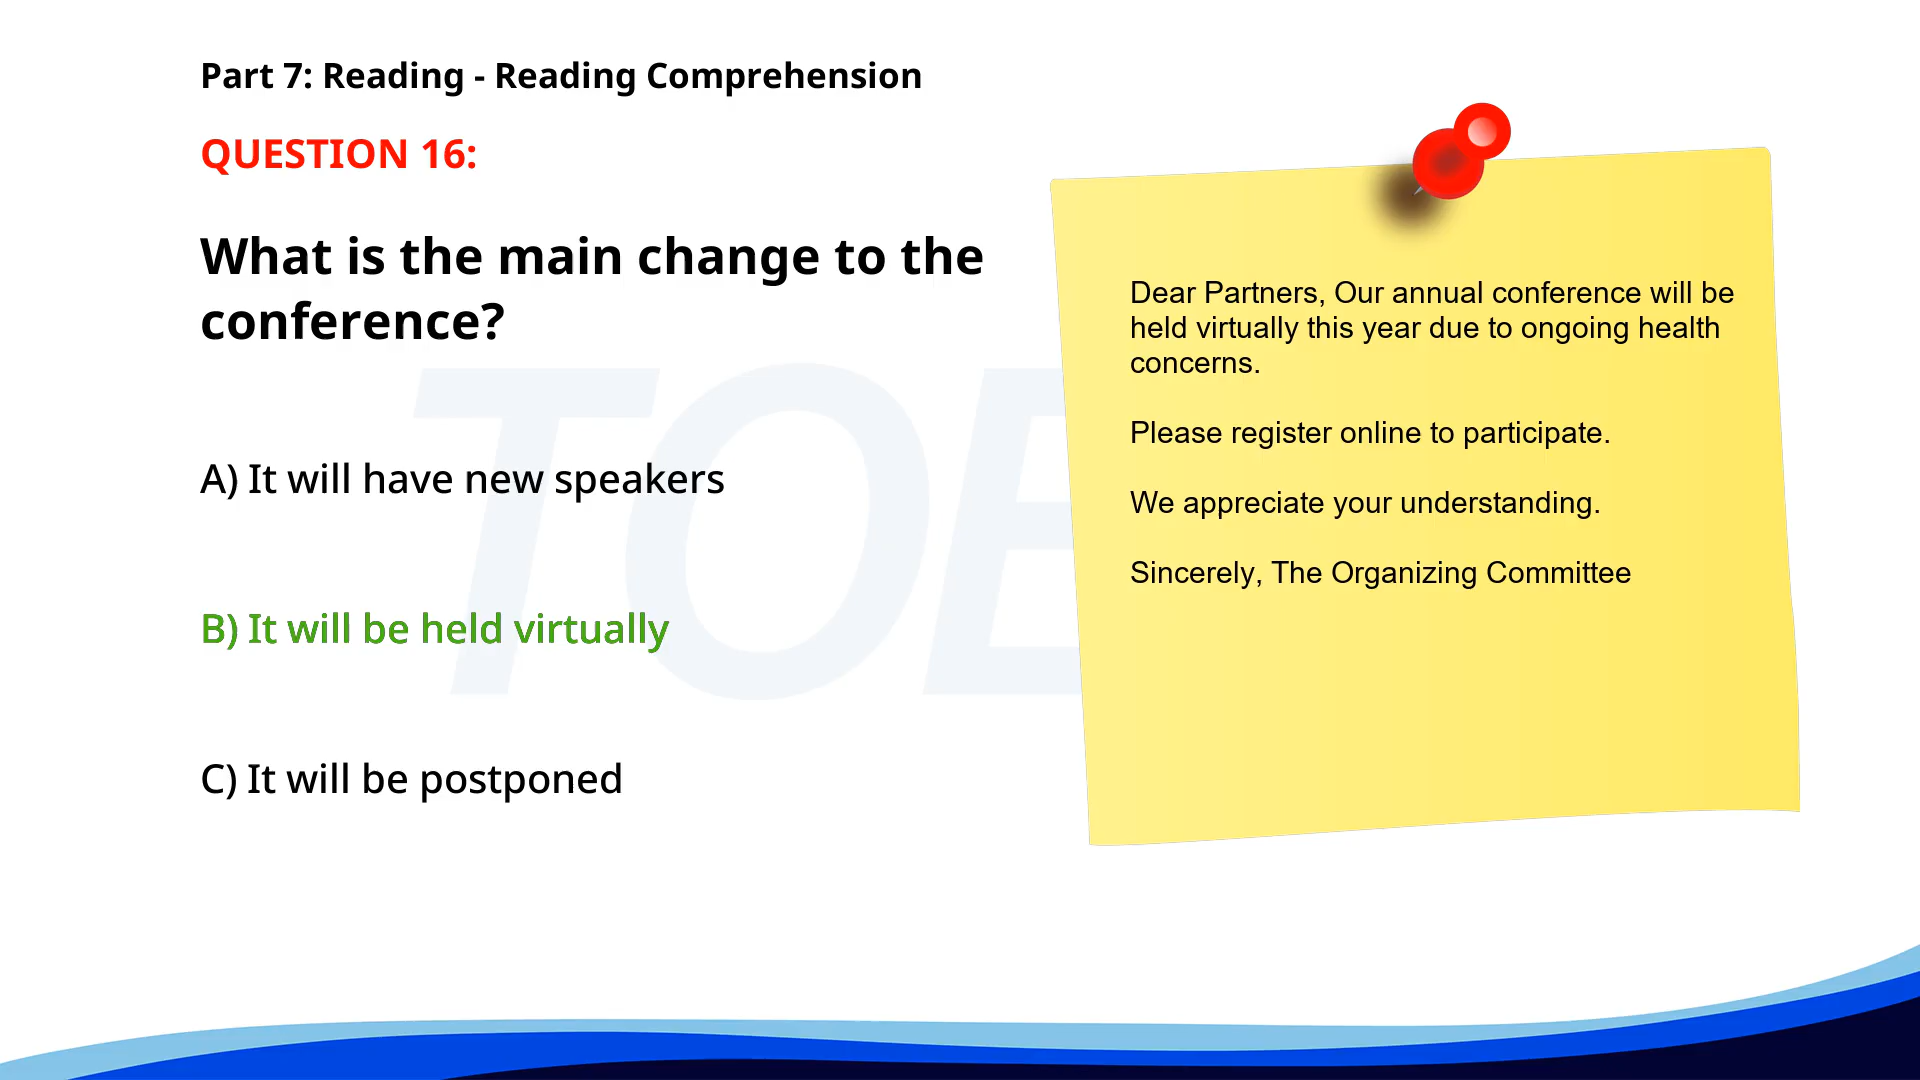 Part 7: Reading - Reading Comprehension
QUESTION 16:
What is the main change to the
conference?
A) It will have new speakers
B) It will be held virtually
C) It will be postponed
Dear Partners, Our annual conference will be
held virtually this year due to ongoing health
concerns.
Please register online to participate.
We appreciate your understanding.
Sincerely, The Organizing Committee